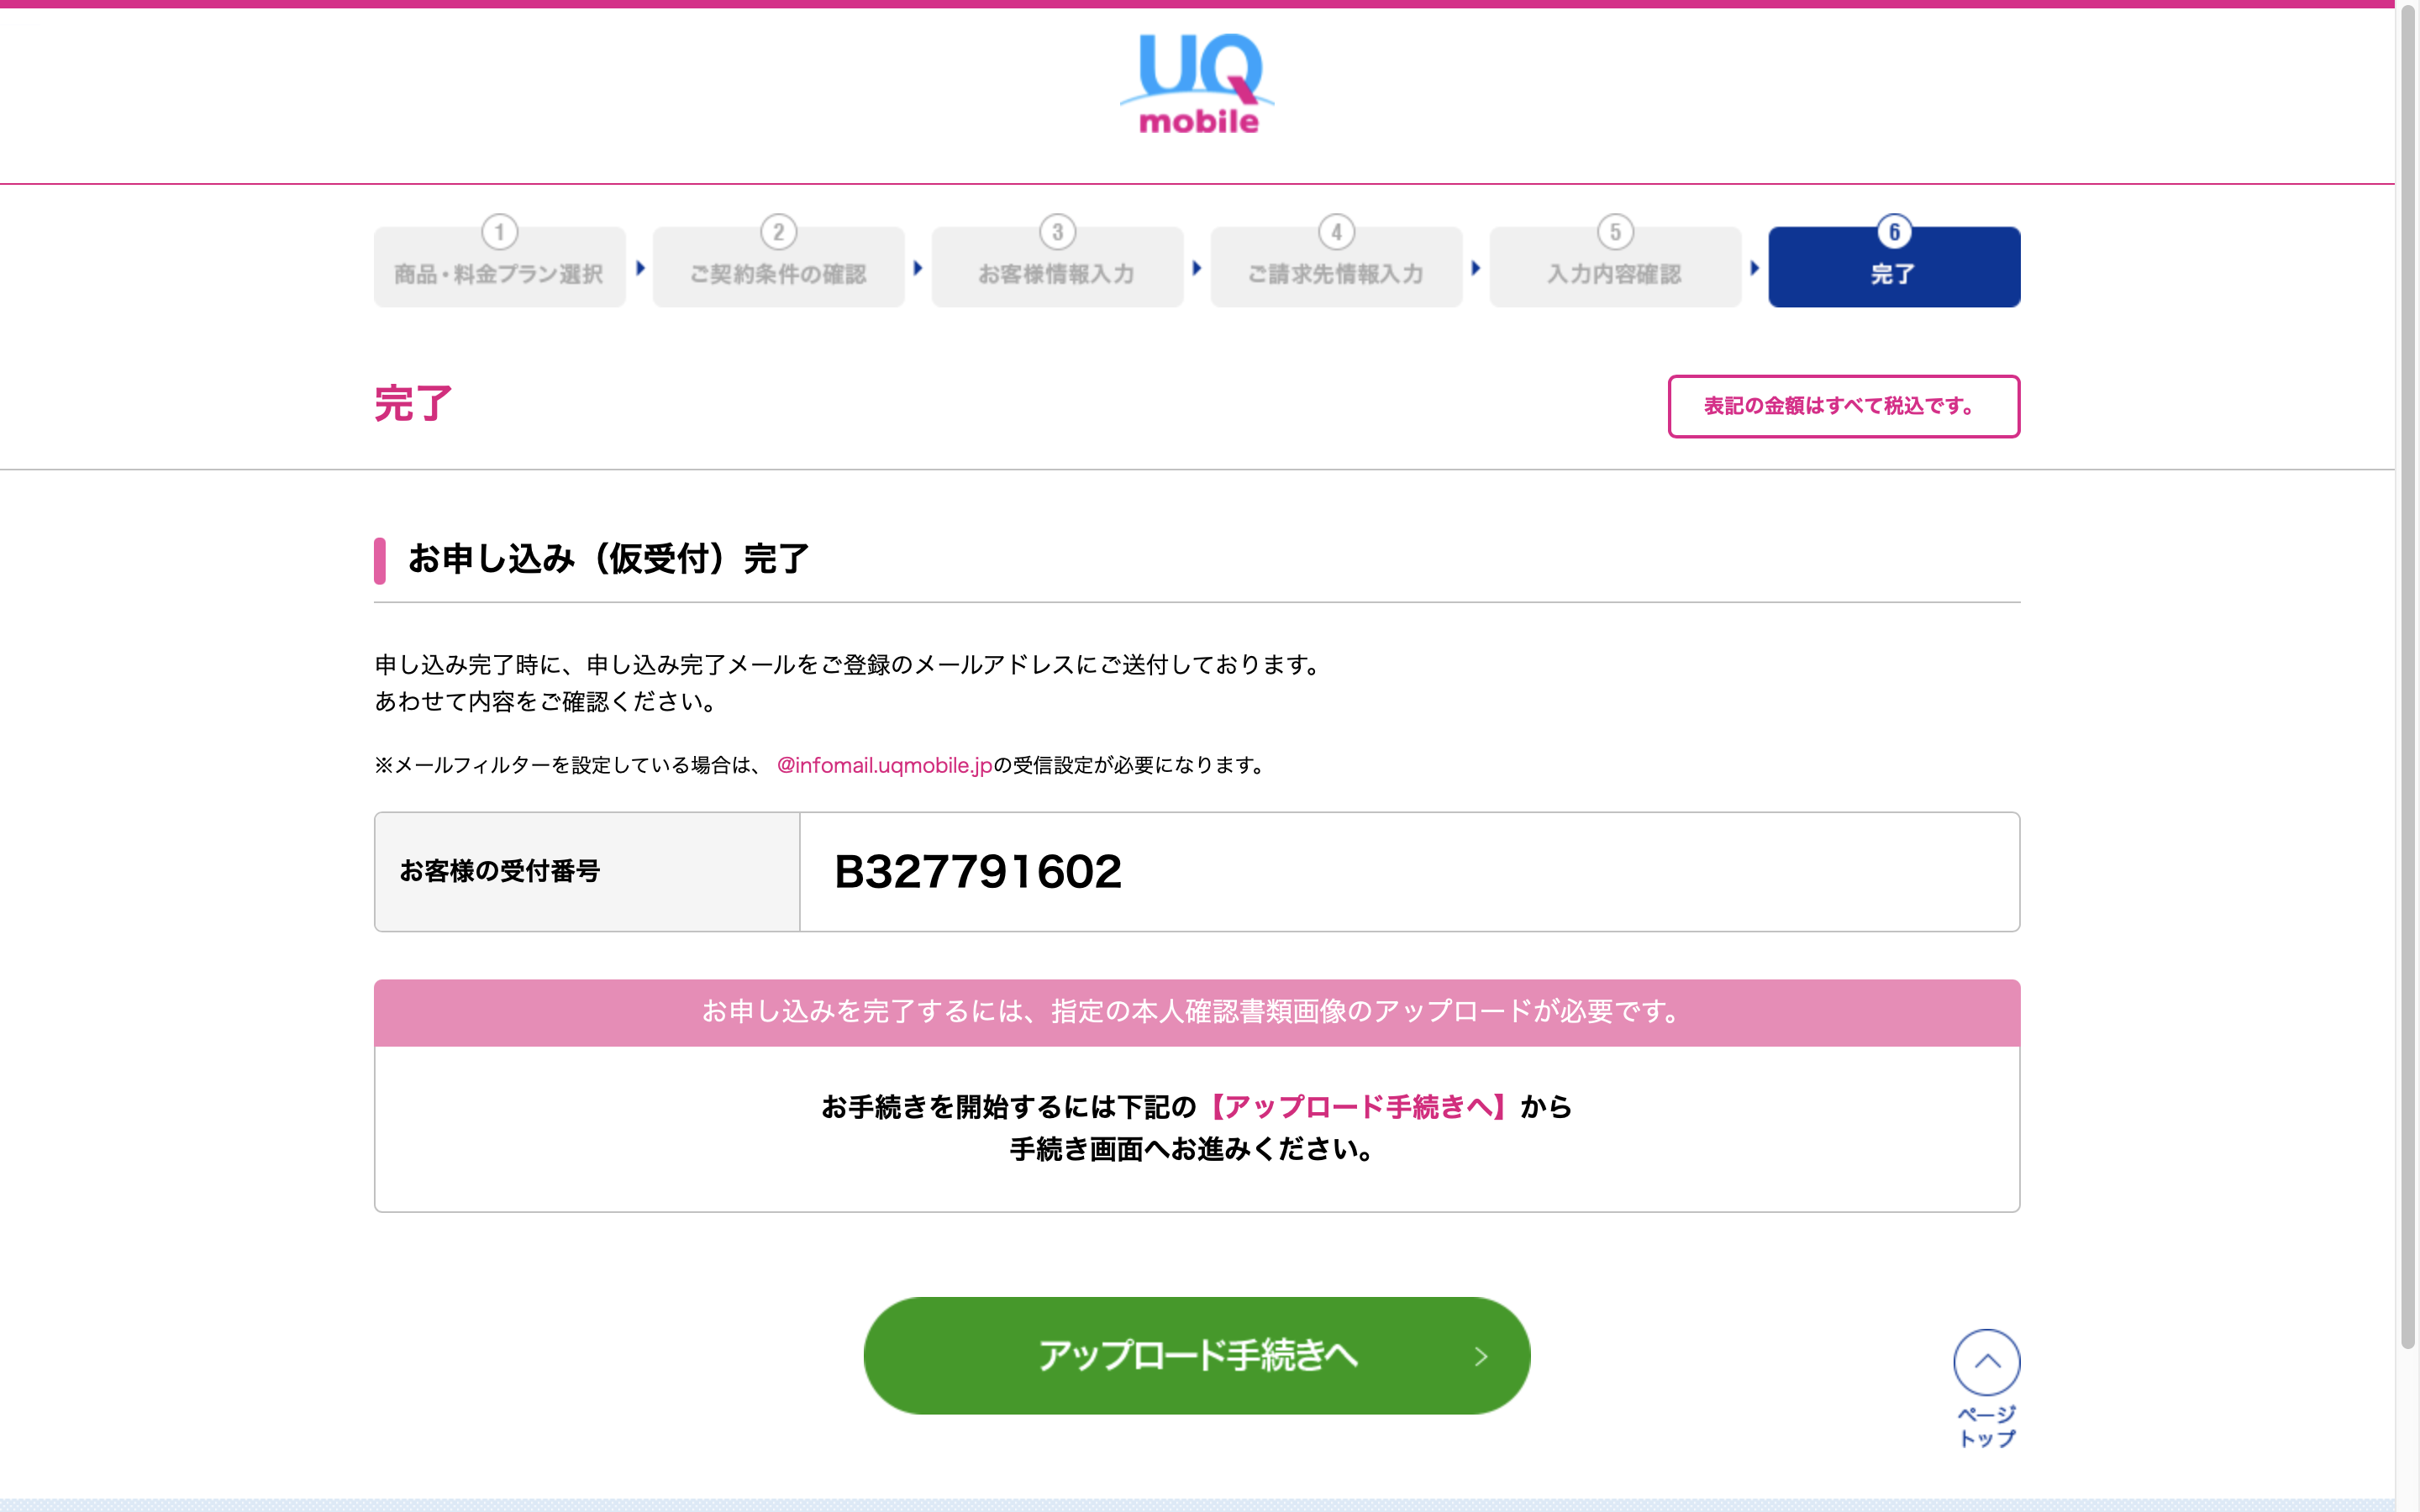 UQ
mobile
1
商品・料金プラン選択
2
ご契約条件の確認
3
お客様情報入力
4
ご請求先情報入力
5
入力内容確認
6
完了
完了
表記の金額はすべて税込です。
お申し込み（仮受付）完了
申し込み完了時に、申し込み完了メールをご登録のメールアドレスにご送付しております。
あわせて内容をご確認ください。
※メールフィルターを設定している場合は、 @infomail.uqmobile.jpの受信設定が必要になります。
お客様の受付番号
B327791602
お申し込みを完了するには、指定の本人確認書類画像のアップロードが必要です。
お手続きを開始するには下記の【アップロード手続きへ】から
手続き画面へお進みください。
アップロード手続きへ
ページ
トップ